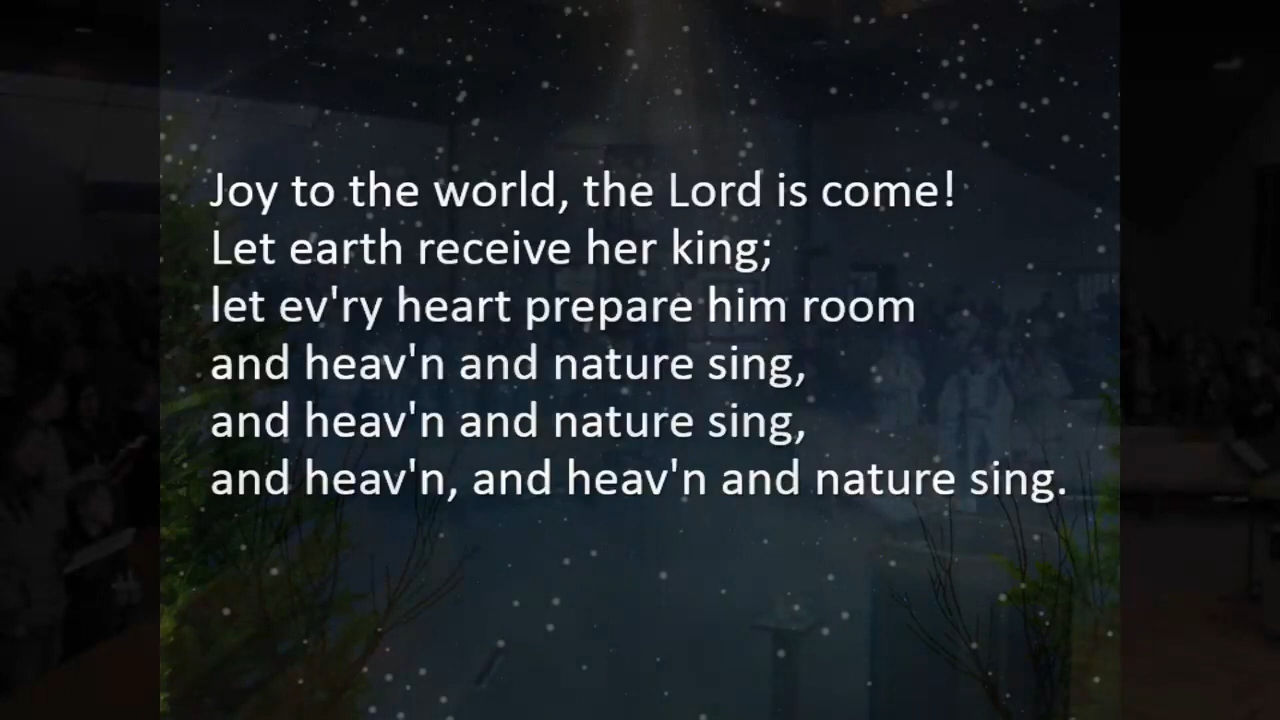 Joy to the world, the Lord is come!
Let earth receive her king;
let ev'ry heart prepare him room
and heav'n and nature sing,
and heav'n and nature sing,
and heav'n, and heav'n and nature sing.